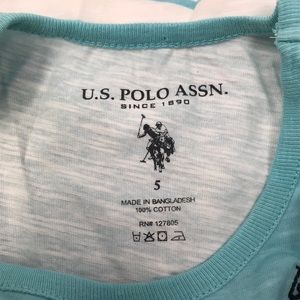 U.S. POLO ASSN.
SINCE 1890
5
MADE IN BANGLADESH
100% COTTON
RN# 127805